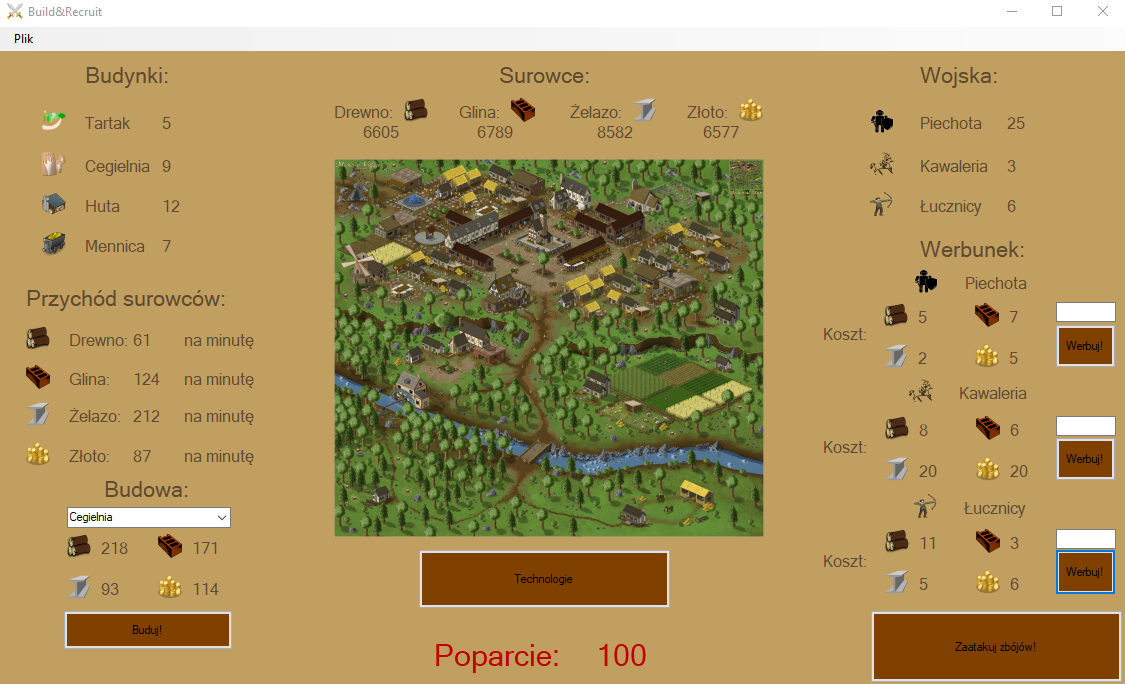 Build&Recruit
Plik
Budynki:
Tartak 5
Cegielnia 9
Huta 12
Mennica 7
Przychód surowców:
Drewno: 61 na minutę
Glina: 124 na minutę
Żelazo: 212 na minutę
Złoto: 87 na minutę
Budowa:
Cegielnia
218 171
93 114
Buduj!
Surowce:
Drewno: Glina: Żelazo: Złoto:
6605 6789 8582 6577
Technologie
Poparcie: 100
Wojska:
Piechota 25
Kawaleria 3
Łucznicy 6
Werbunek:
Piechota
Koszt:
5 7
2 5
Werbuj!
Kawaleria
Koszt:
8 6
20 20
Werbuj!
Łucznicy
Koszt:
11 3
5 6
Werbuj!
Zaatakuj zbójów!